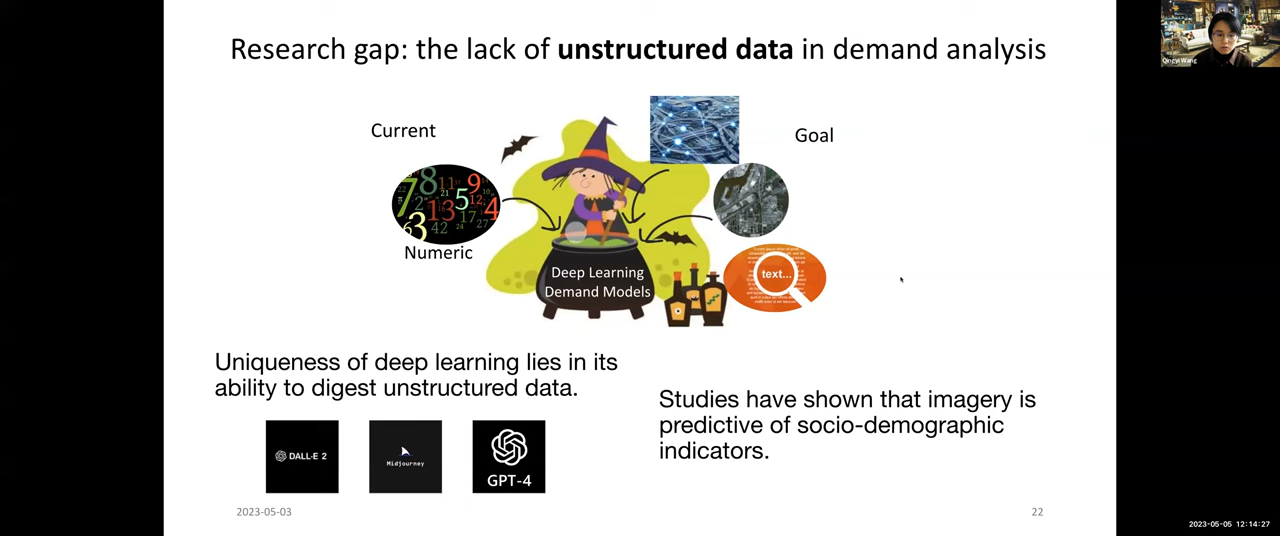 Research gap: the lack of unstructured data in demand analysis
Qingyi Wang
Current
Goal
Numeric
Deep Learning
Demand Models
text...
Uniqueness of deep learning lies in its
ability to digest unstructured data.
Studies have shown that imagery is
predictive of socio-demographic
indicators.
DALL·E 2
Midjourney
GPT-4
2023-05-03
22
2023-05-05 12:14:27